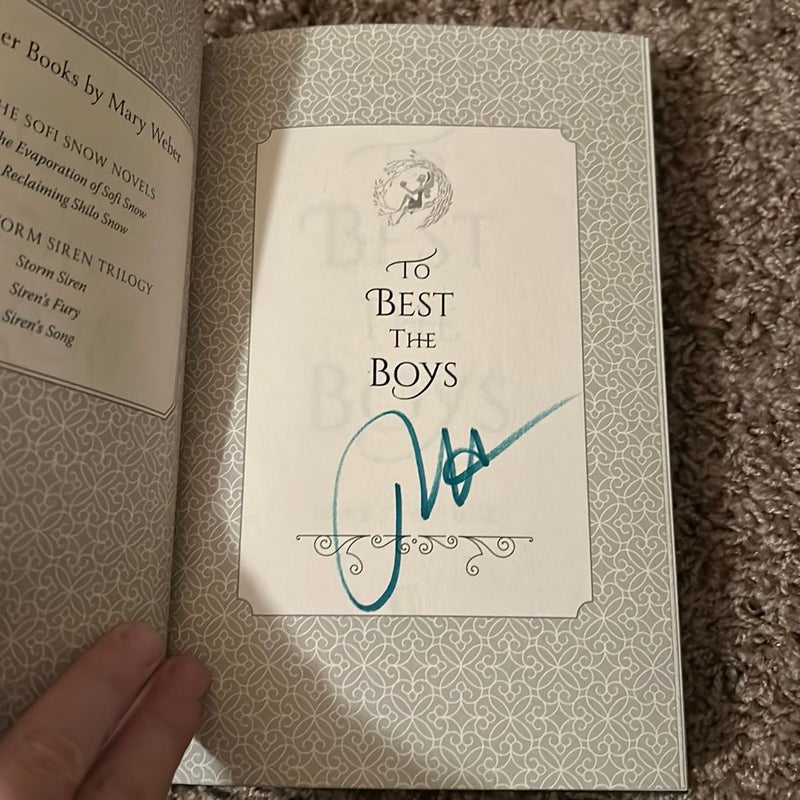 er Books by Mary Weber
HE SOFI SNOW NOVELS
he Evaporation of Sofi Snow
Reclaiming Shilo Snow
ORM SIREN TRILOGY
Storm Siren
Siren's Fury
Siren's Song
TO
BEST
THE
BOYS